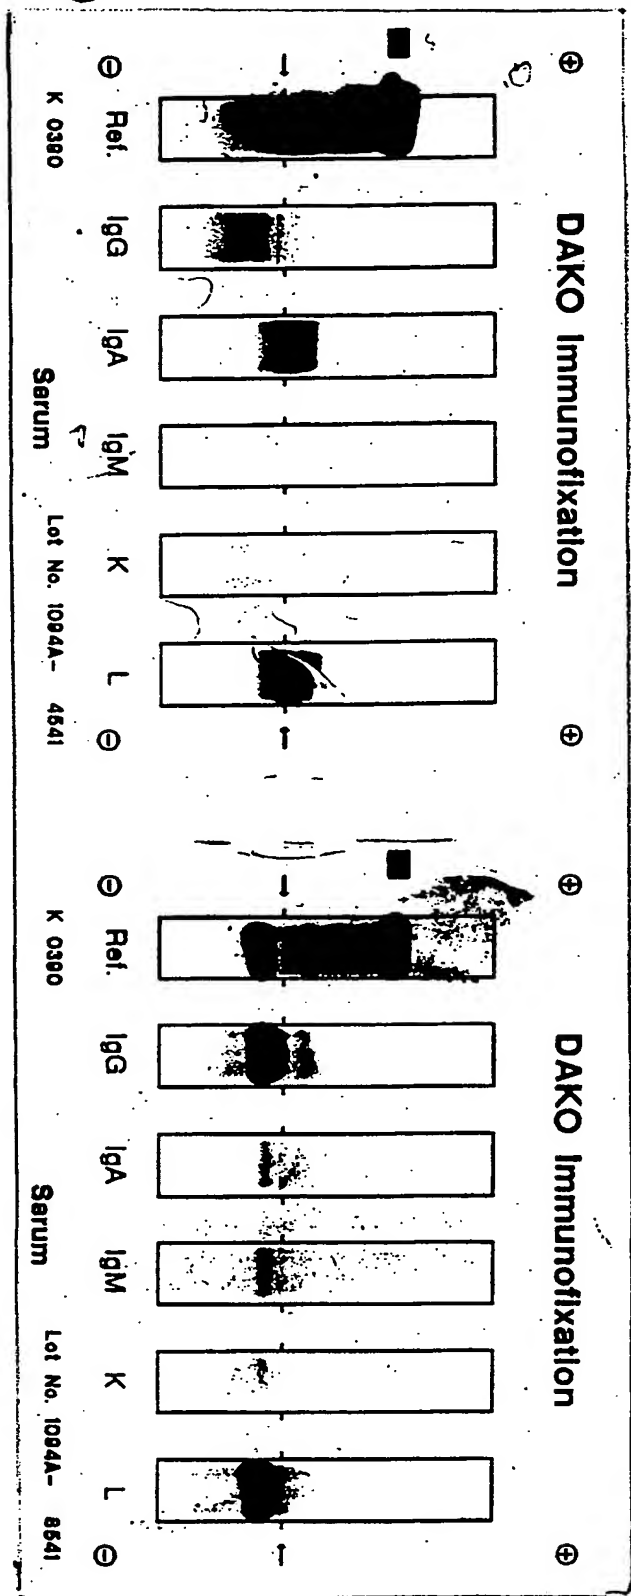 DAKO Immunofixation
⊕ ⊕
⊖ Ref. IgG IgA IgM K L ⊖
K 0390 Serum Lot No. 1094A- 4541
DAKO Immunofixation
⊕ ⊕
⊖ Ref. IgG IgA IgM K L ⊖
K 0390 Serum Lot No. 1094A- 8541